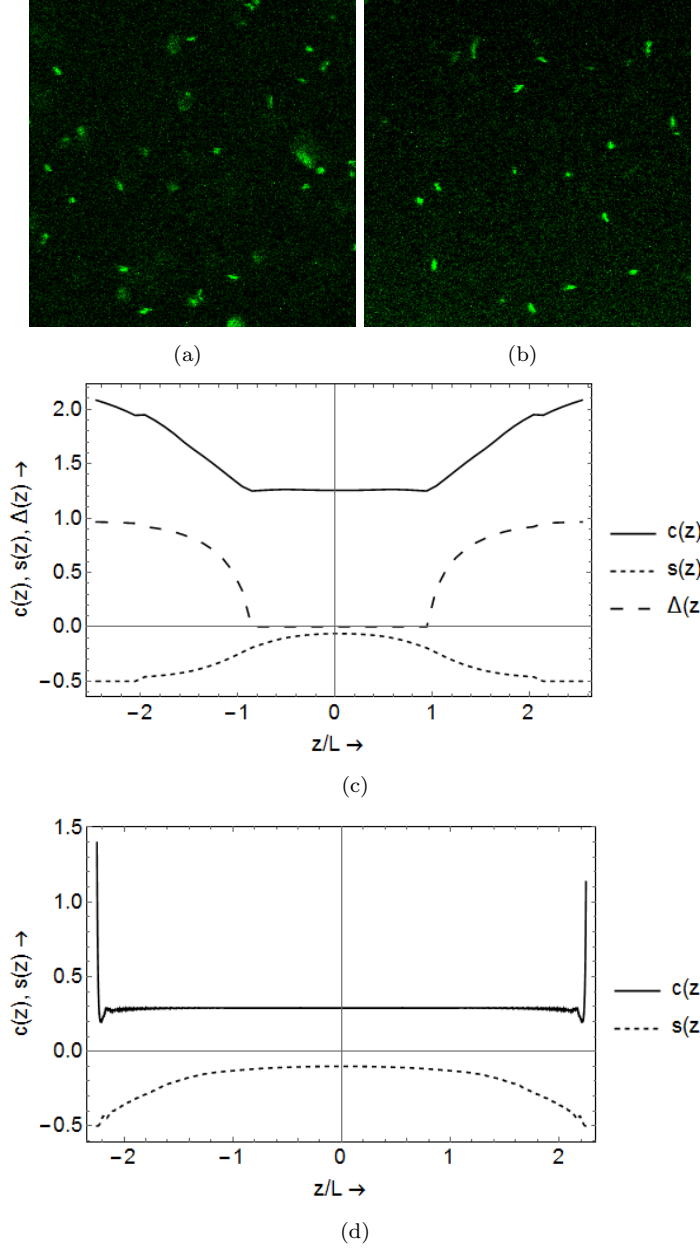 (a)
(b)
2.0
1.5
1.0
0.5
0.0
−0.5
c(z), s(z), Δ(z) →
−2
−1
0
1
2
z/L →
c(z)
s(z)
Δ(z
(c)
1.5
1.0
0.5
0.0
−0.5
c(z), s(z) →
−2
−1
0
1
2
z/L →
c(z
s(z
(d)